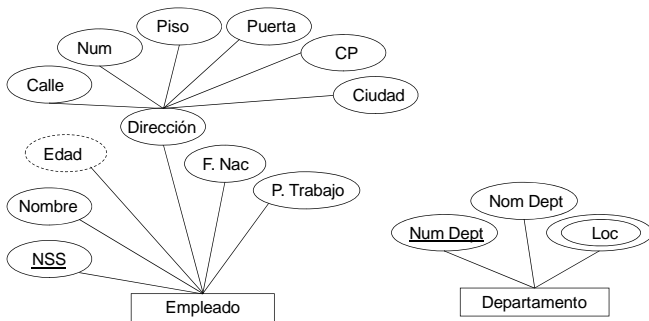 Piso
Puerta
Num
CP
Calle
Ciudad
Dirección
Edad
F. Nac
P. Trabajo
Nombre
NSS
Empleado
Nom Dept
Num Dept
Loc
Departamento